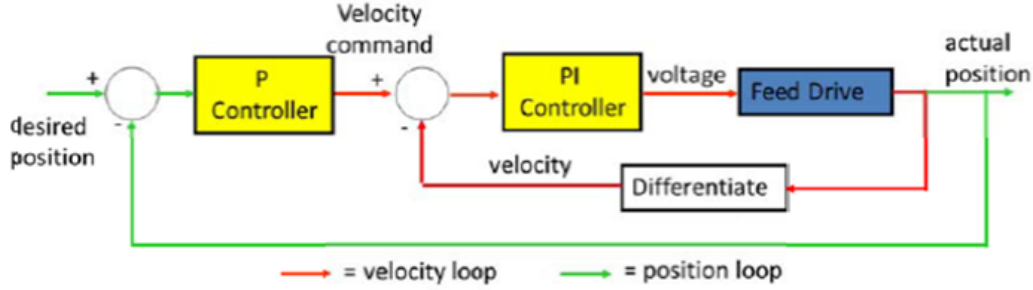 Velocity
command
actual
position
+
P
Controller
+
PI
Controller
voltage
Feed Drive
desired
position
-
-
velocity
Differentiate
= velocity loop
= position loop